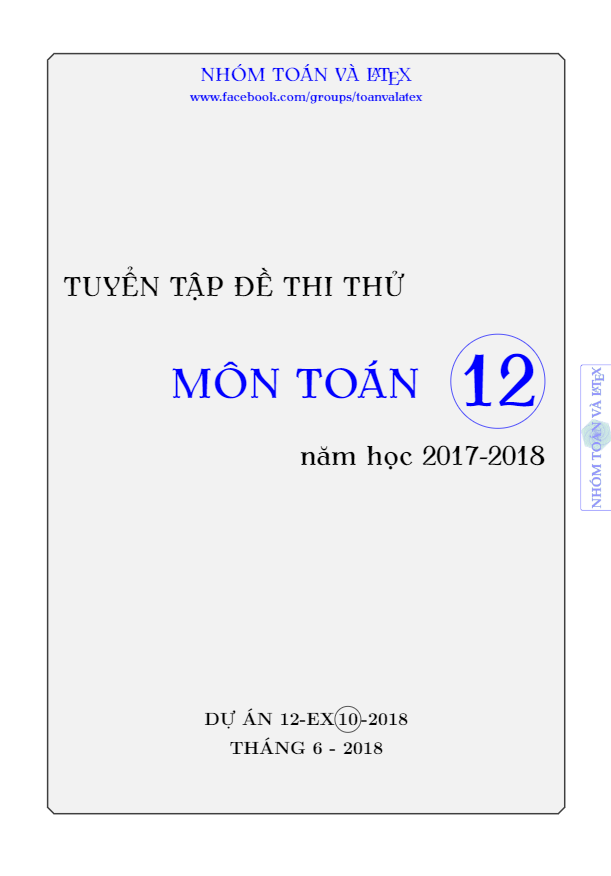 NHÓM TOÁN VÀ LATEX
www.facebook.com/groups/toanvalatex
TUYỂN TẬP ĐỀ THI THỬ
MÔN TOÁN 12
năm học 2017-2018
NHÓM TOÁN VÀ LATEX
DỰ ÁN 12-EX10-2018
THÁNG 6 - 2018